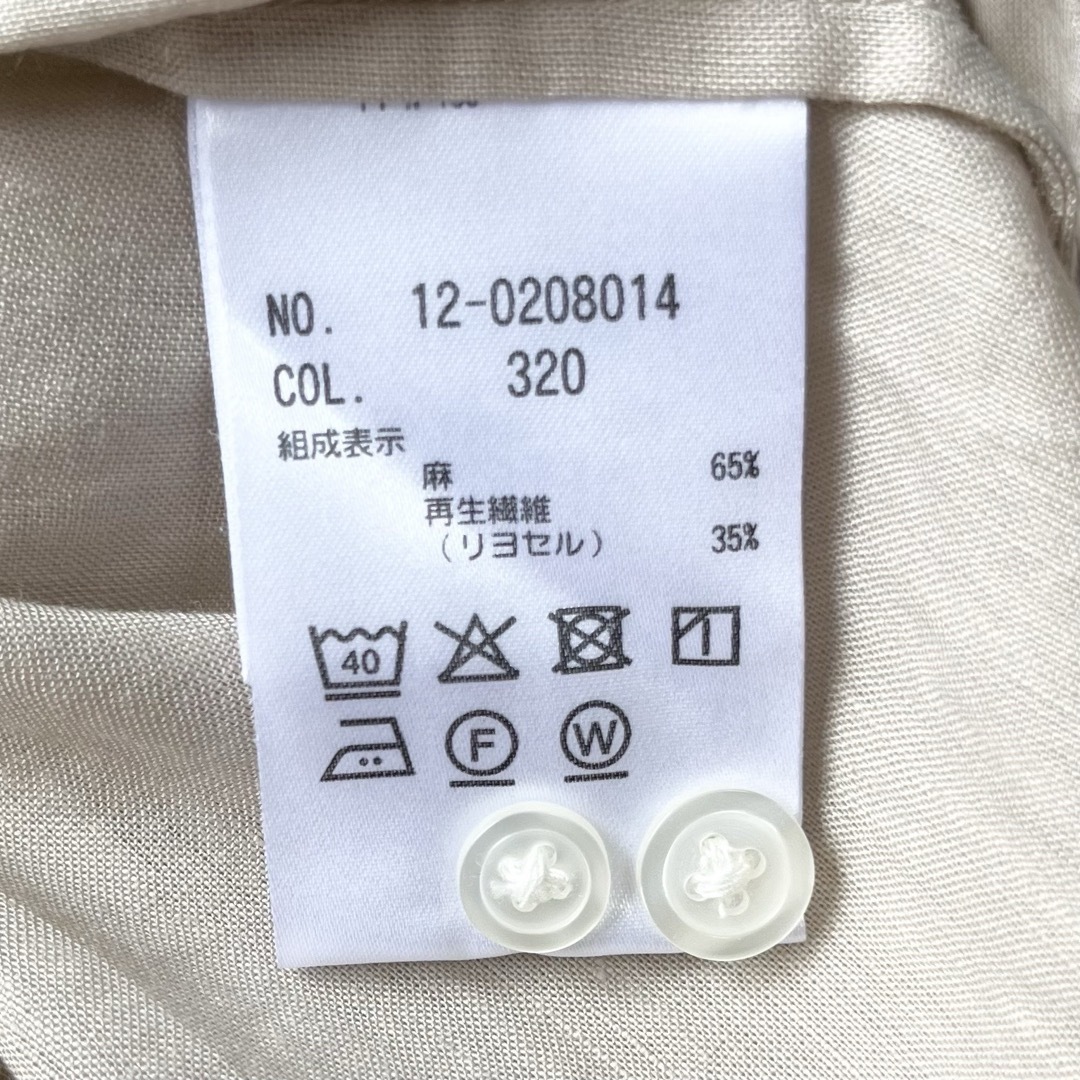 NO. 12-0208014
COL. 320
組成表示
麻 65%
再生繊維
(リヨセル) 35%
40
F W